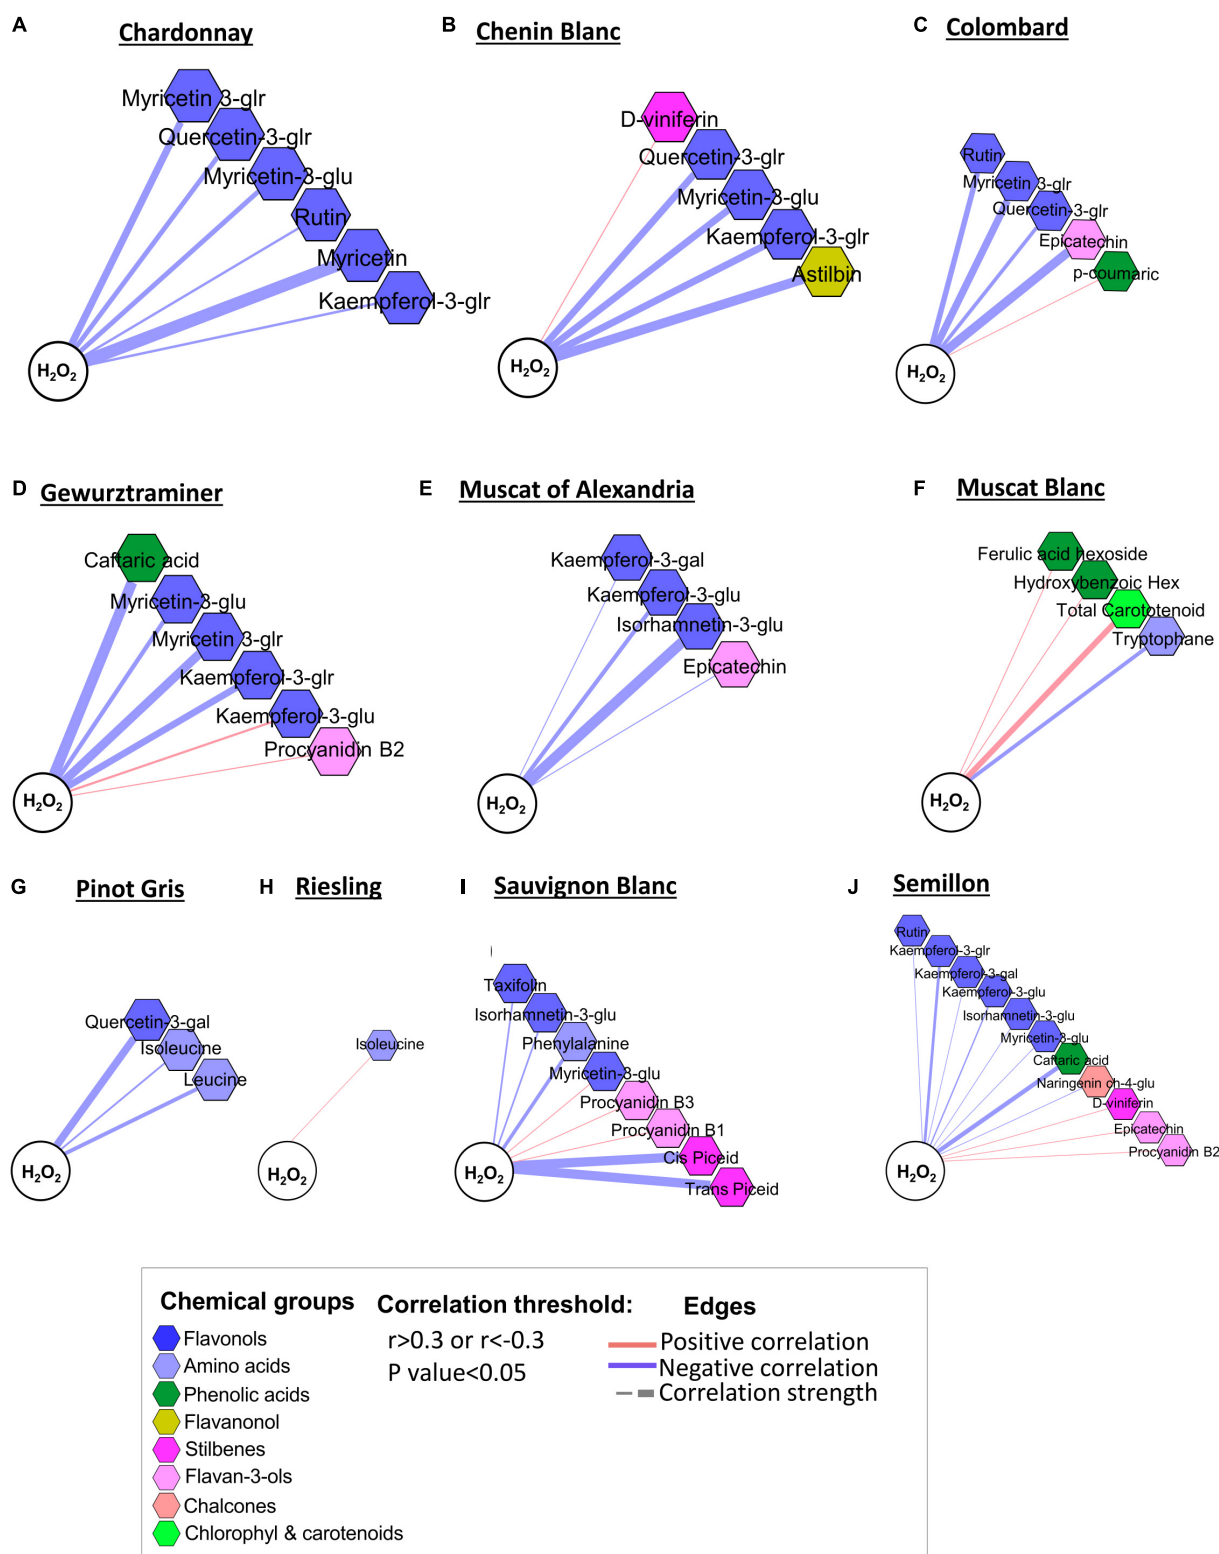 A
Chardonnay
Myricetin 3-glr
Quercetin-3-glr
Myricetin-3-glu
Rutin
Myricetin
Kaempferol-3-glr
H2O2
B
Chenin Blanc
D-viniferin
Quercetin-3-glr
Myricetin-3-glu
Kaempferol-3-glr
Astilbin
H2O2
C
Colombard
Rutin
Myricetin 3-glr
Quercetin-3-glr
Epicatechin
p-coumaric
H2O2
D
Gewurztraminer
Caftaric acid
Myricetin-3-glu
Myricetin 3-glr
Kaempferol-3-glr
Kaempferol-3-glu
Procyanidin B2
H2O2
E
Muscat of Alexandria
Kaempferol-3-gal
Kaempferol-3-glu
Isorhamnetin-3-glu
Epicatechin
H2O2
F
Muscat Blanc
Ferulic acid hexoside
Hydroxybenzoic Hex
Total Carototenoid
Tryptophane
H2O2
G
Pinot Gris
Quercetin-3-gal
Isoleucine
Leucine
H2O2
H
Riesling
Isoleucine
H2O2
I
Sauvignon Blanc
Taxifolin
Isorhamnetin-3-glu
Phenylalanine
Myricetin-3-glu
Procyanidin B3
Procyanidin B1
Cis Piceid
Trans Piceid
H2O2
J
Semillon
Rutin
Kaempferol-3-glr
Kaempferol-3-gal
Kaempferol-3-glu
Isorhamnetin-3-glu
Myricetin-3-glu
Caftaric acid
Naringenin ch-4-glu
D-viniferin
Epicatechin
Procyanidin B2
H2O2
Chemical groups
Flavonols
Amino acids
Phenolic acids
Flavanonol
Stilbenes
Flavan-3-ols
Chalcones
Chlorophyl & carotenoids
Correlation threshold:
r>0.3 or r<-0.3
P value<0.05
Edges
Positive correlation
Negative correlation
Correlation strength